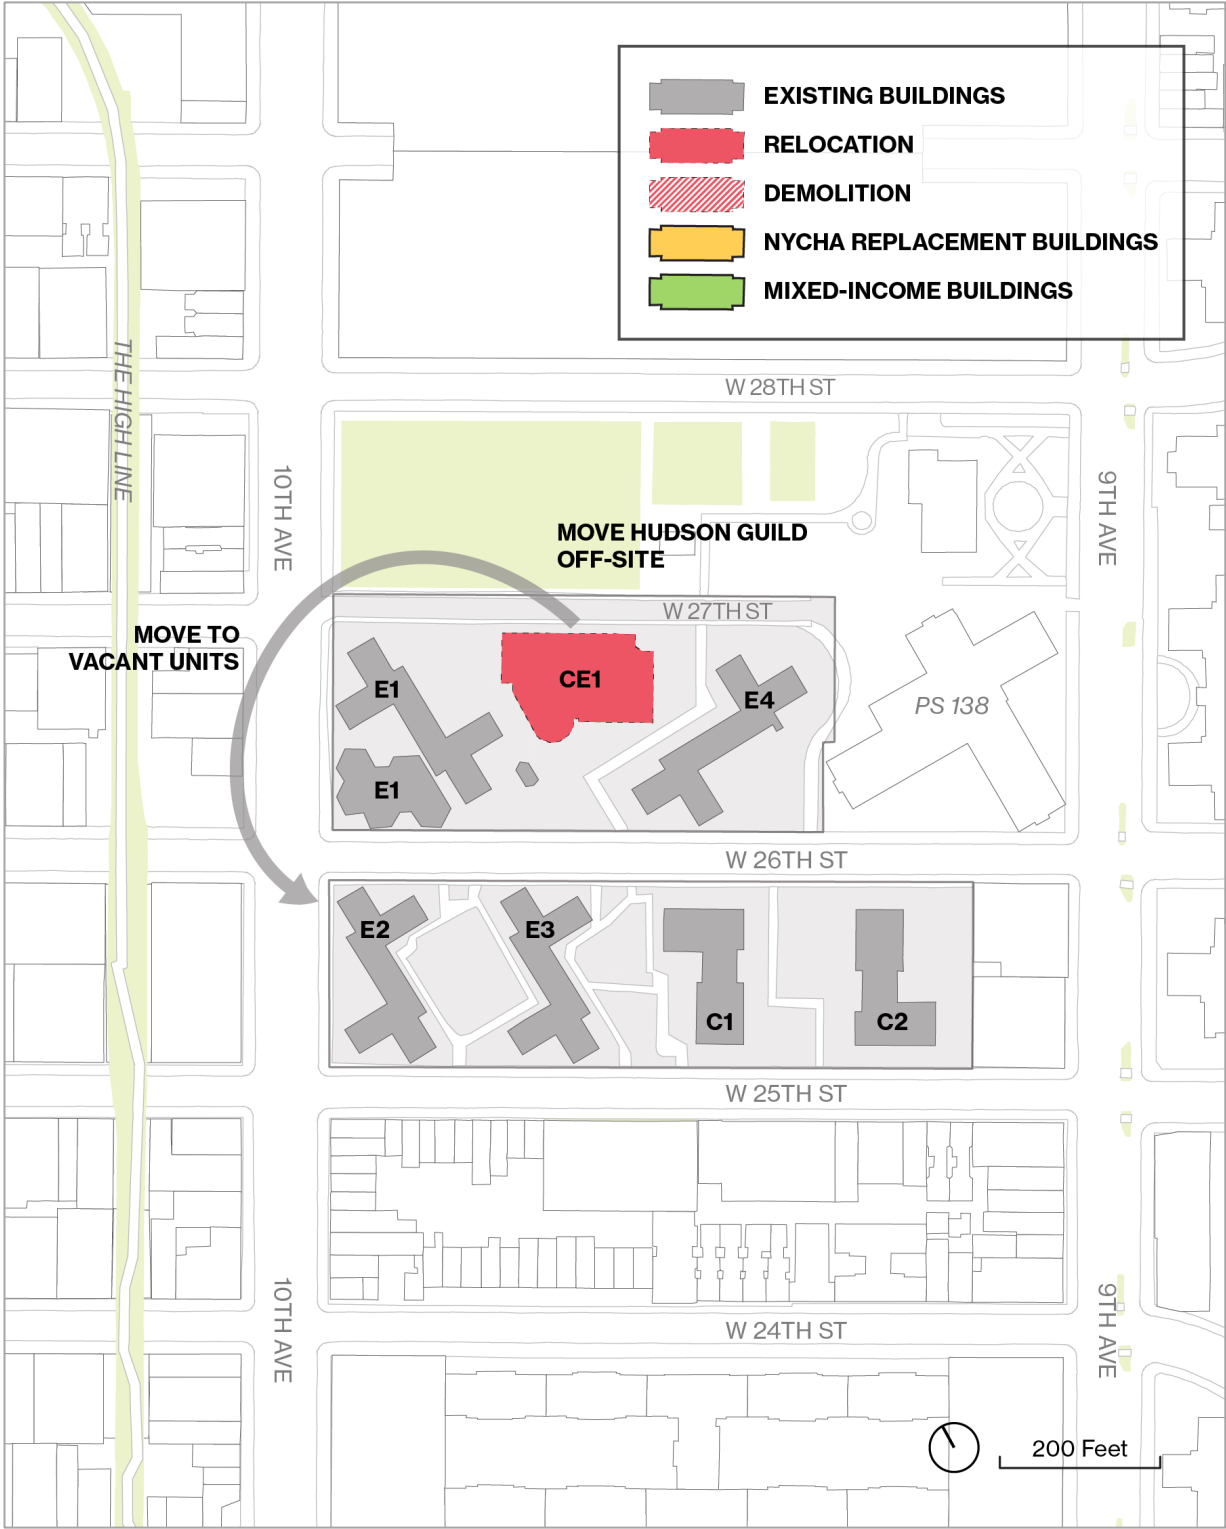 EXISTING BUILDINGS
RELOCATION
DEMOLITION
NYCHA REPLACEMENT BUILDINGS
MIXED-INCOME BUILDINGS
THE HIGH LINE
W 28TH ST
10TH AVE
9TH AVE
MOVE HUDSON GUILD
OFF-SITE
W 27TH ST
MOVE TO
VACANT UNITS
E1
CE1
E4
PS 138
E1
W 26TH ST
E2
E3
C1
C2
W 25TH ST
10TH AVE
9TH AVE
W 24TH ST
200 Feet